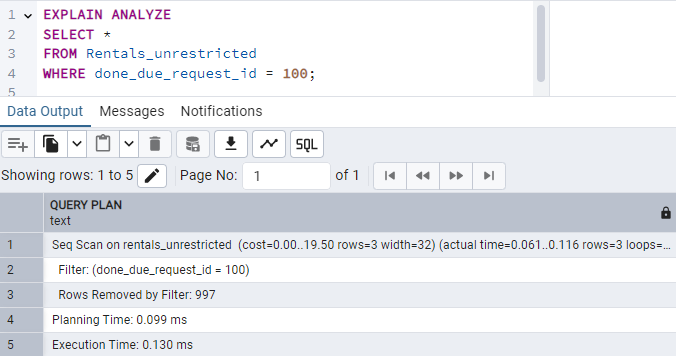 1 EXPLAIN ANALYZE
2 SELECT *
3 FROM Rentals_unrestricted
4 WHERE done_due_request_id = 100;
5
Data Output Messages Notifications
SQL
Showing rows: 1 to 5 Page No: 1 of 1
QUERY PLAN
text
1 Seq Scan on rentals_unrestricted (cost=0.00..19.50 rows=3 width=32) (actual time=0.061..0.116 rows=3 loops=...
2 Filter: (done_due_request_id = 100)
3 Rows Removed by Filter: 997
4 Planning Time: 0.099 ms
5 Execution Time: 0.130 ms